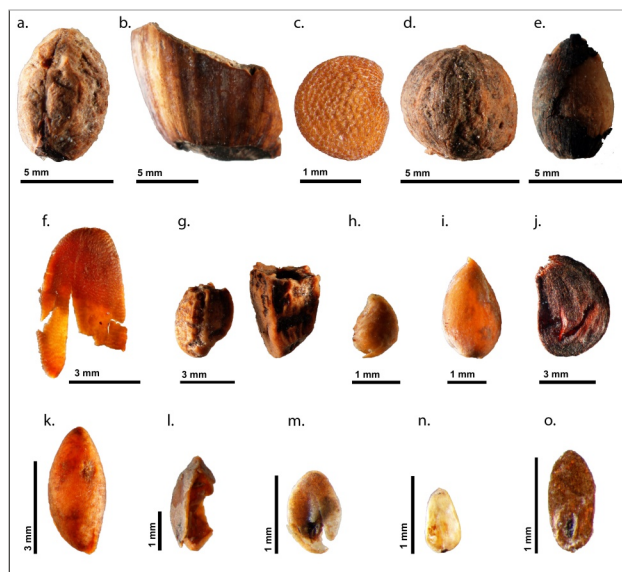 a. b. c. d. e.
5 mm 5 mm 1 mm 5 mm 5 mm
f. g. h. i. j.
3 mm 3 mm 1 mm 1 mm 3 mm
k. l. m. n. o.
3 mm 1 mm 1 mm 1 mm 1 mm